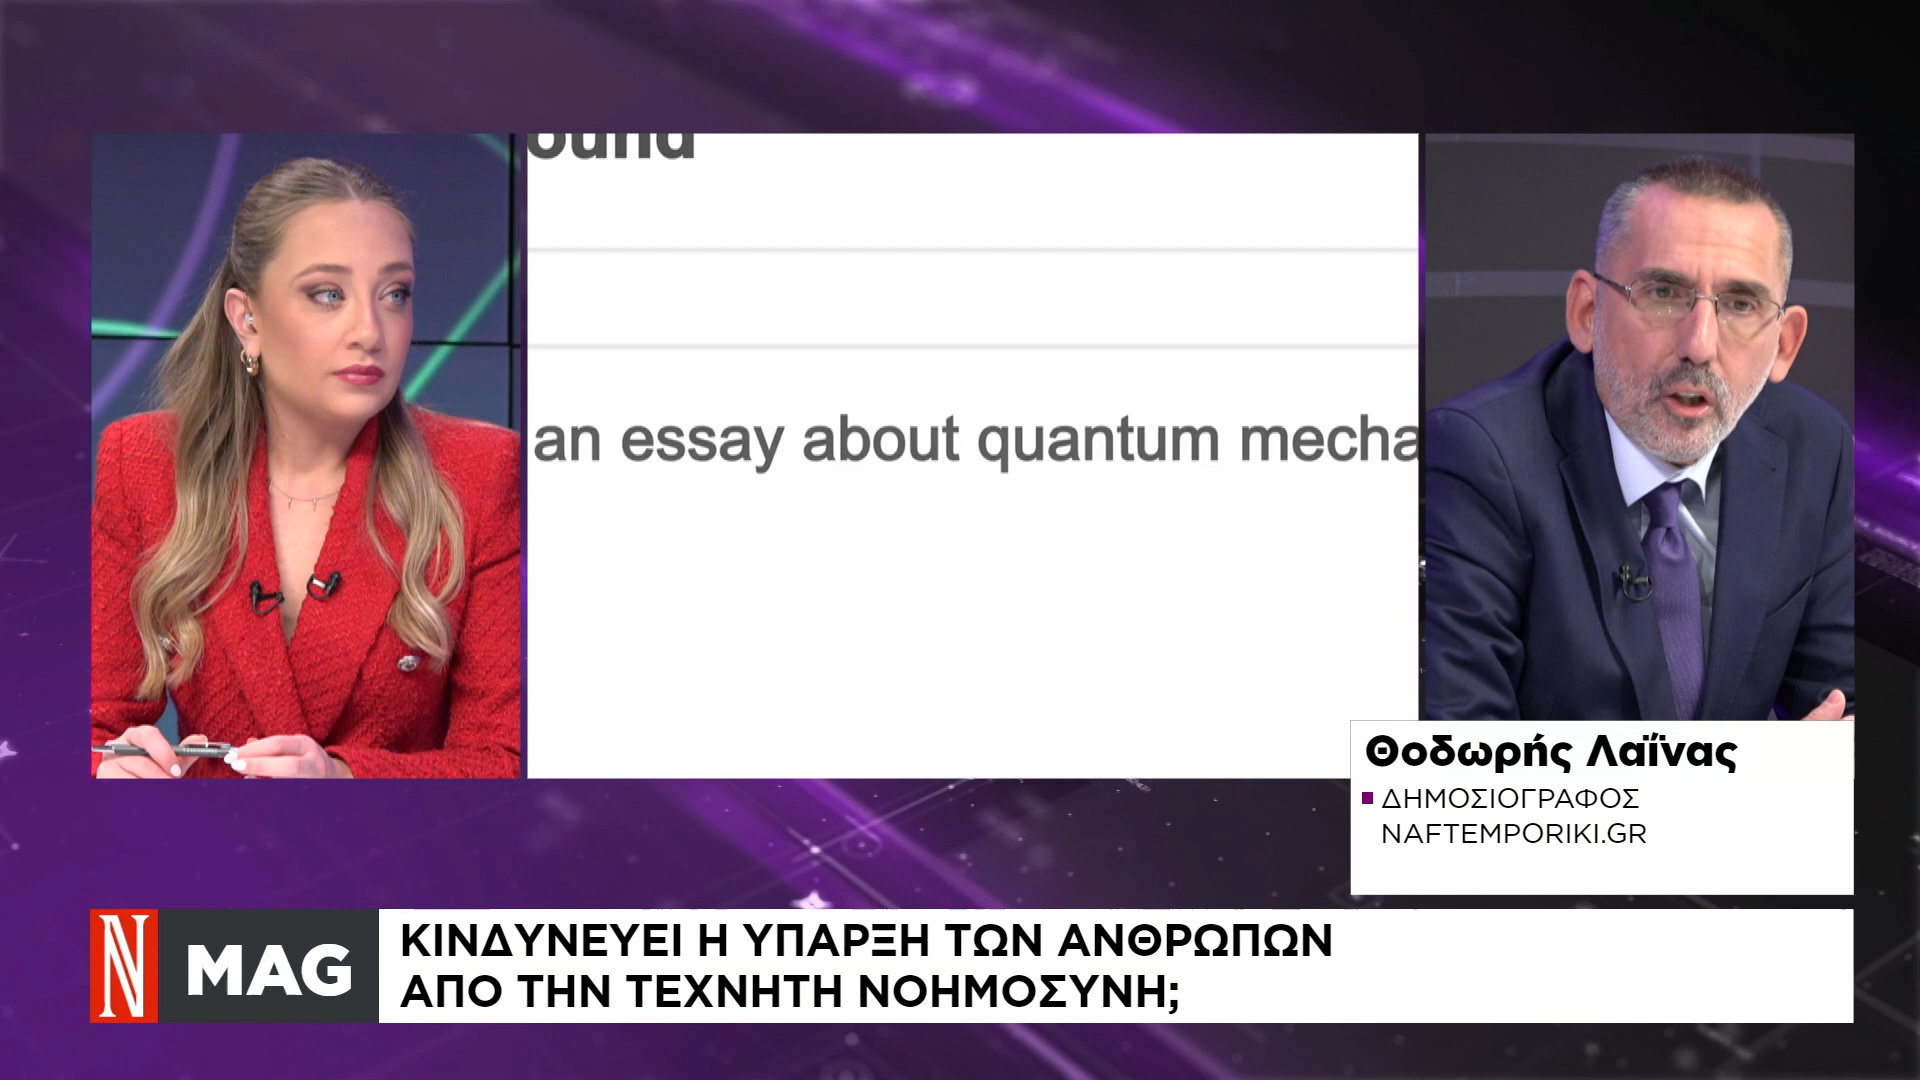 ound
an essay about quantum mecha
Θοδωρής Λαΐνας
ΔΗΜΟΣΙΟΓΡΑΦΟΣ
NAFTEMPORIKI.GR
N MAG
ΚΙΝΔΥΝΕΥΕΙ Η ΥΠΑΡΞΗ ΤΩΝ ΑΝΘΡΩΠΩΝ
ΑΠΟ ΤΗΝ ΤΕΧΝΗΤΗ ΝΟΗΜΟΣΥΝΗ;